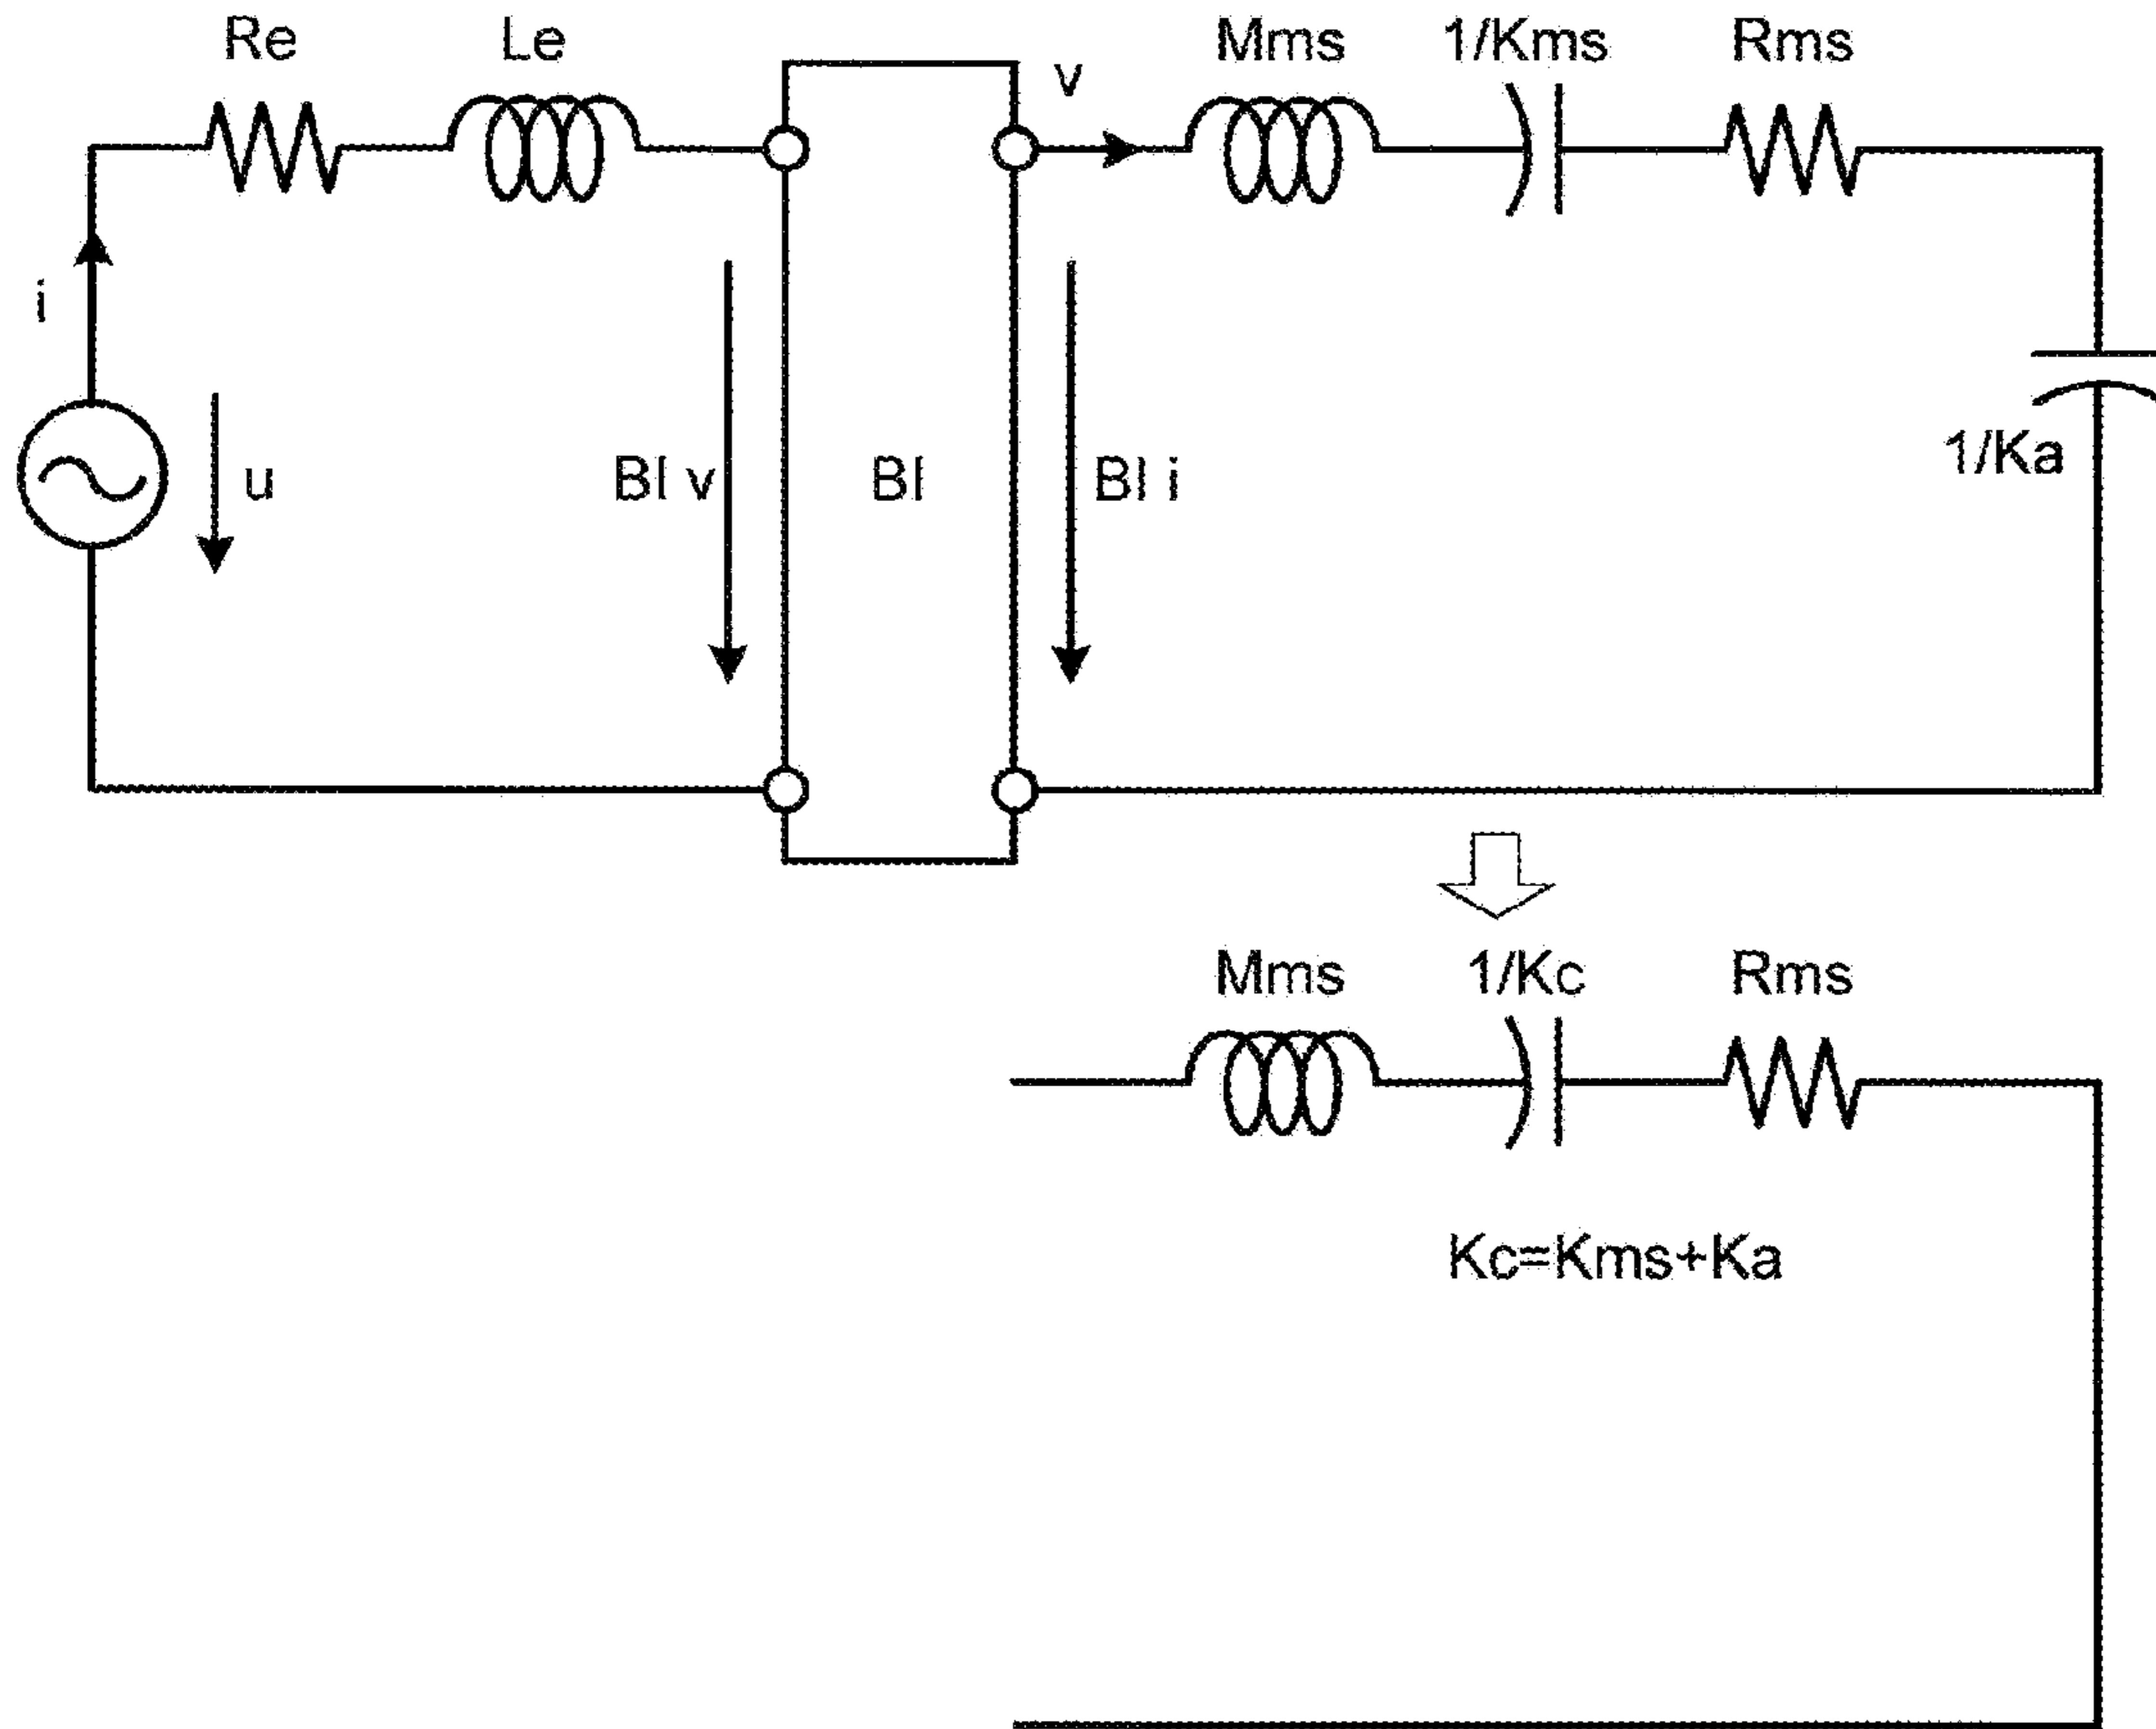 Re
Le
v
Mms
1/Kms
Rms
i
u
Bl v
Bl
Bl i
1/Ka
Mms
1/Kc
Rms
Kc=Kms+Ka